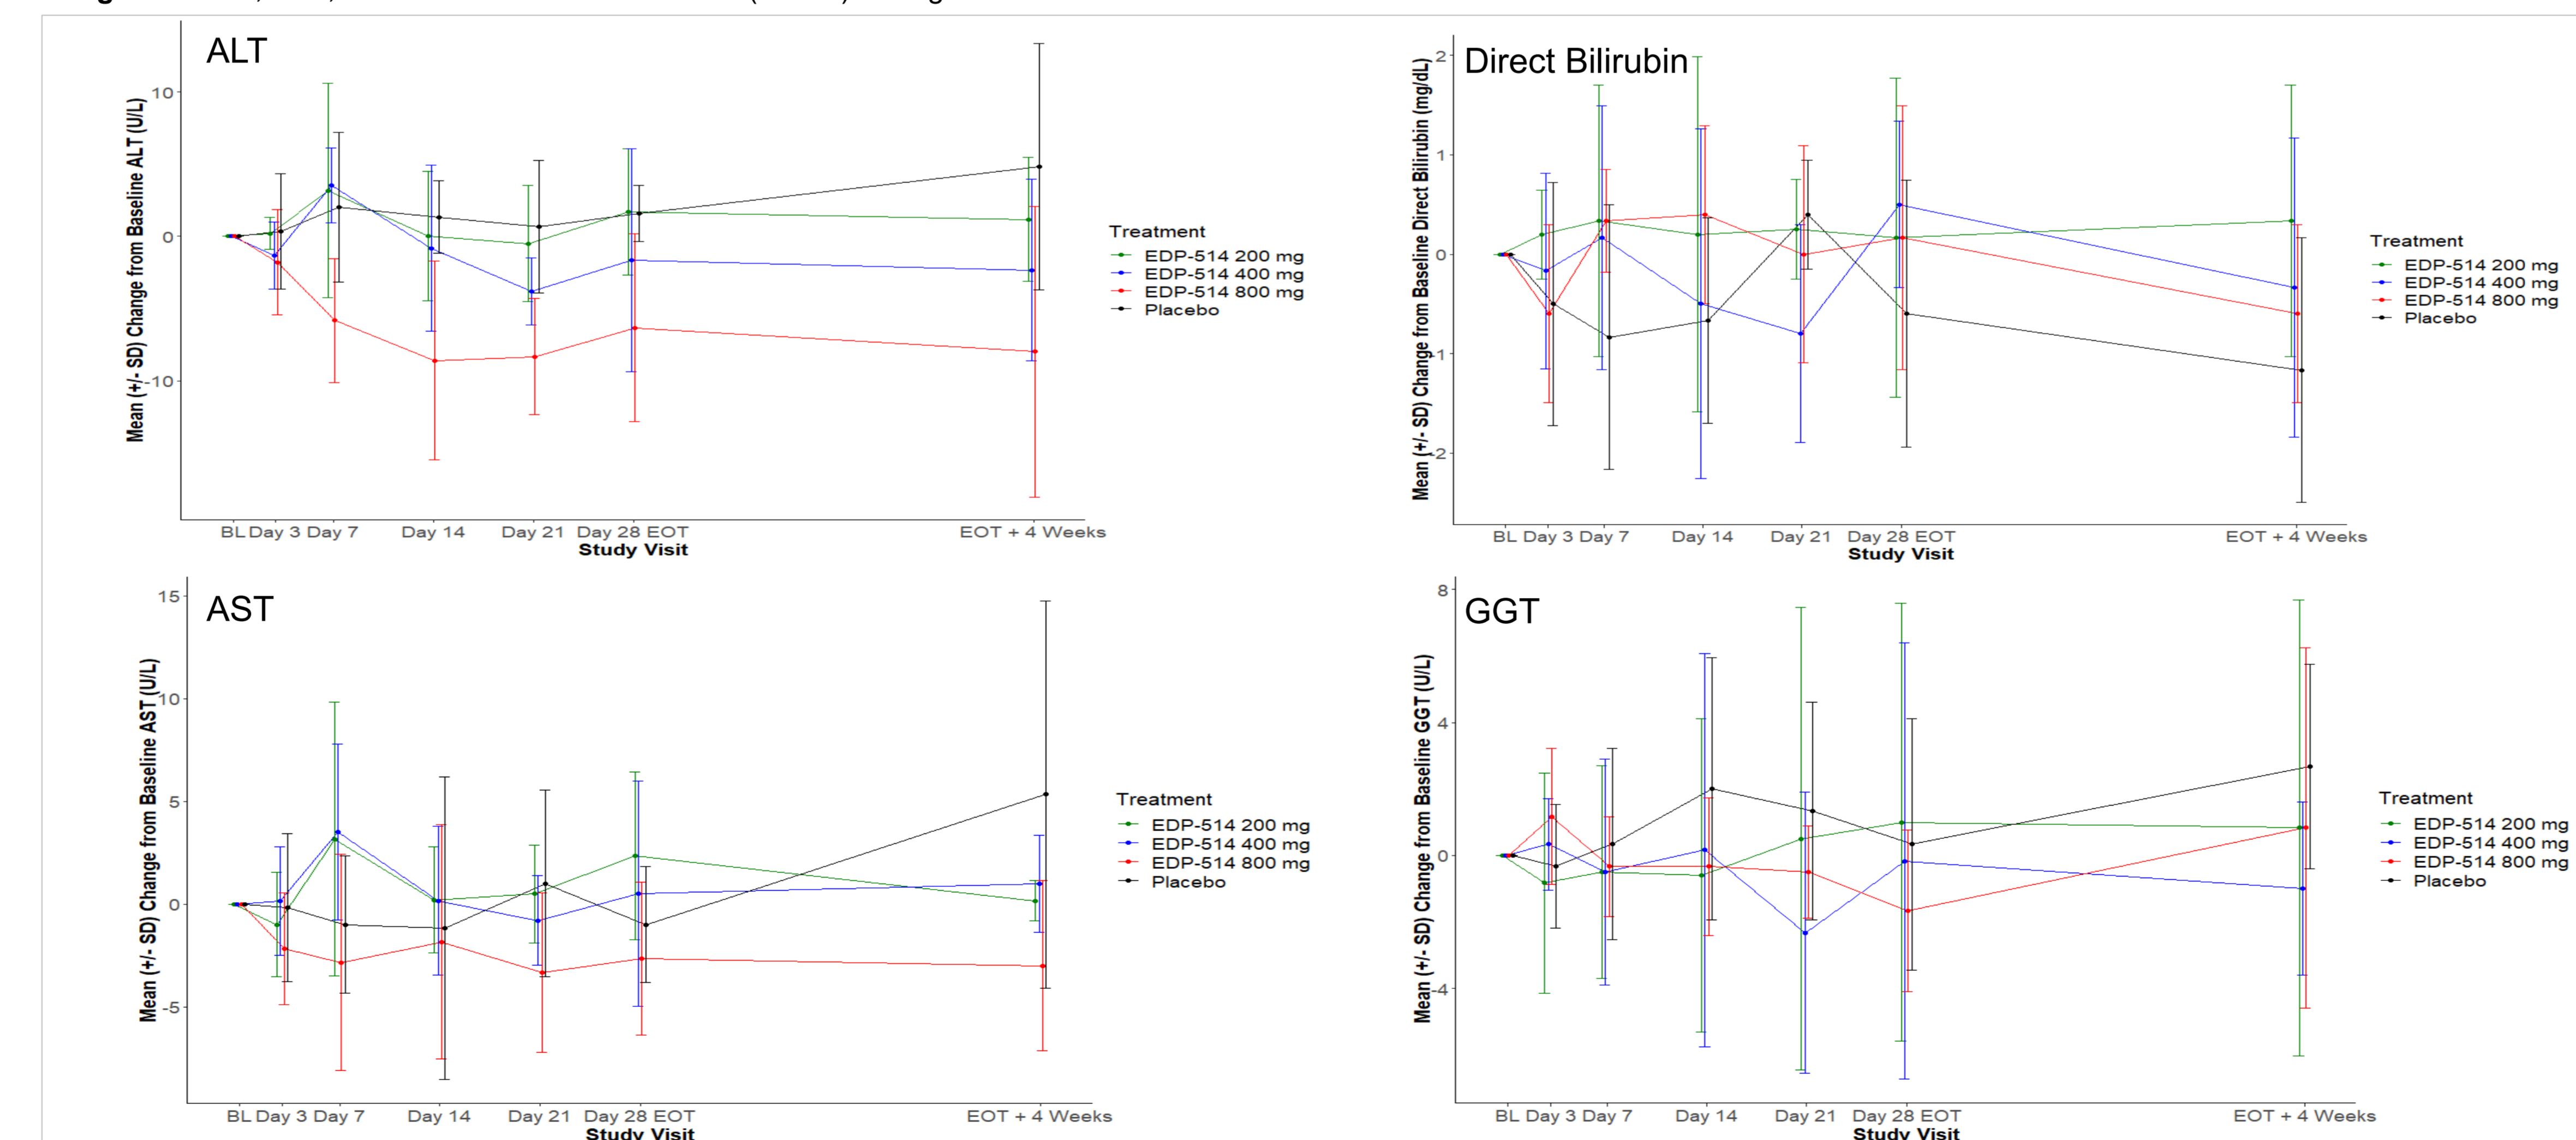 ALT
Mean (+/- SD) Change from Baseline ALT (U/L)
10
0
-10
BL Day 3 Day 7 Day 14 Day 21 Day 28 EOT EOT + 4 Weeks
Study Visit
Treatment
EDP-514 200 mg
EDP-514 400 mg
EDP-514 800 mg
Placebo
Direct Bilirubin
Mean (+/- SD) Change from Baseline Direct Bilirubin (mg/dL)
2
1
0
-1
-2
BL Day 3 Day 7 Day 14 Day 21 Day 28 EOT EOT + 4 Weeks
Study Visit
Treatment
EDP-514 200 mg
EDP-514 400 mg
EDP-514 800 mg
Placebo
AST
Mean (+/- SD) Change from Baseline AST (U/L)
15
10
5
0
-5
BL Day 3 Day 7 Day 14 Day 21 Day 28 EOT EOT + 4 Weeks
Study Visit
Treatment
EDP-514 200 mg
EDP-514 400 mg
EDP-514 800 mg
Placebo
GGT
Mean (+/- SD) Change from Baseline GGT (U/L)
8
4
0
-4
BL Day 3 Day 7 Day 14 Day 21 Day 28 EOT EOT + 4 Weeks
Study Visit
Treatment
EDP-514 200 mg
EDP-514 400 mg
EDP-514 800 mg
Placebo